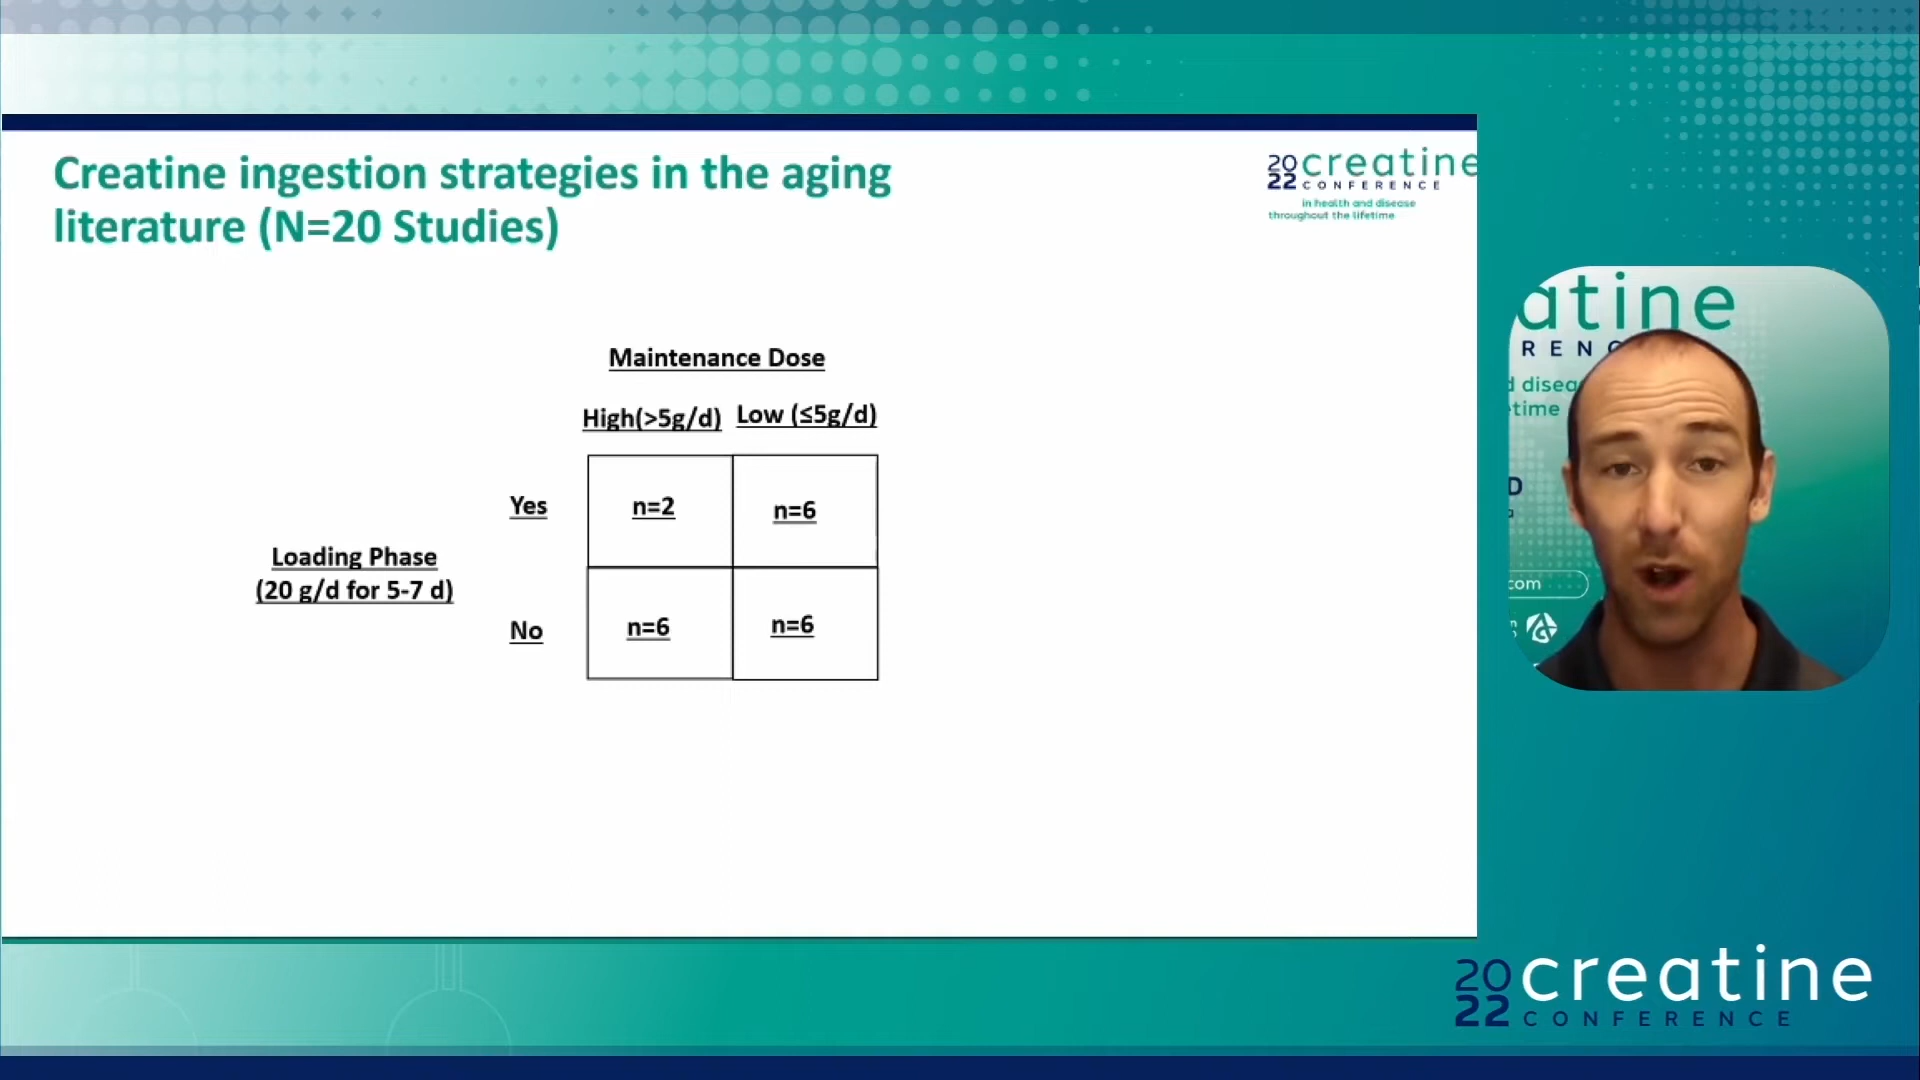 Creatine ingestion strategies in the aging
literature (N=20 Studies)
20
22
creatine
CONFERENCE
in health and disease
throughout the lifetime
Maintenance Dose
High(>5g/d) Low (≤5g/d)
Yes n=2 n=6
Loading Phase
(20 g/d for 5-7 d)
No n=6 n=6
atine
RENC
d disea
time
D
com
20
22
creatine
CONFERENCE